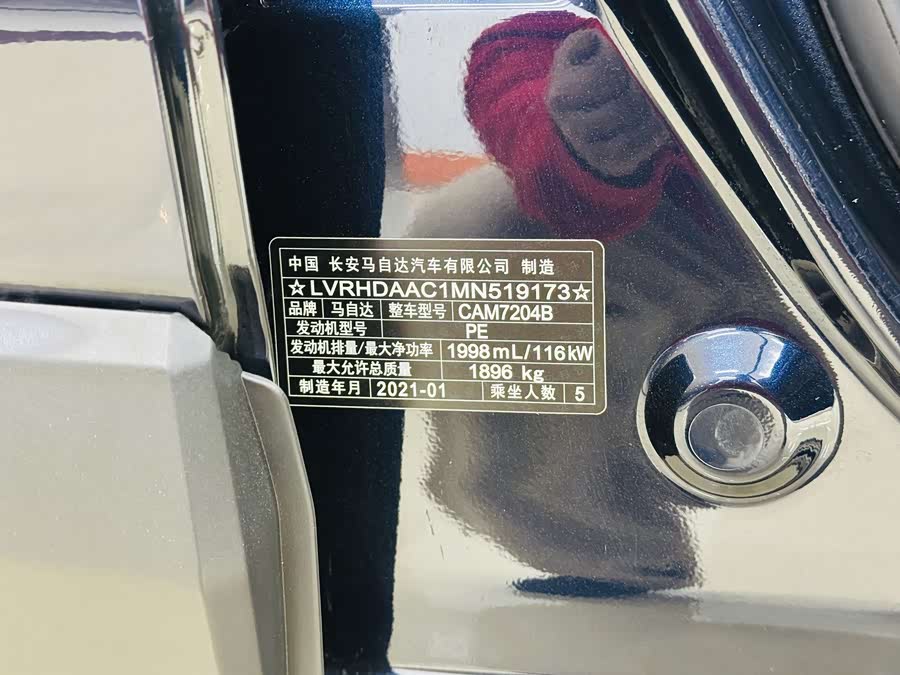 中国 长安马自达汽车有限公司 制造
☆LVRHDAAC1MN519173☆
品牌 马自达 整车型号 CAM7204B
发动机型号 PE
发动机排量/最大净功率 1998mL/116kW
最大允许总质量 1896 kg
制造年月 2021-01 乘坐人数 5